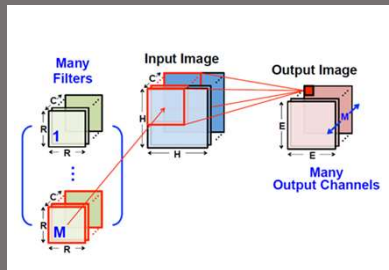 Many
Filters
C
R
1
R
C
R
M
R
Input Image
C
H
H
Output Image
M
E
E
Many
Output Channels